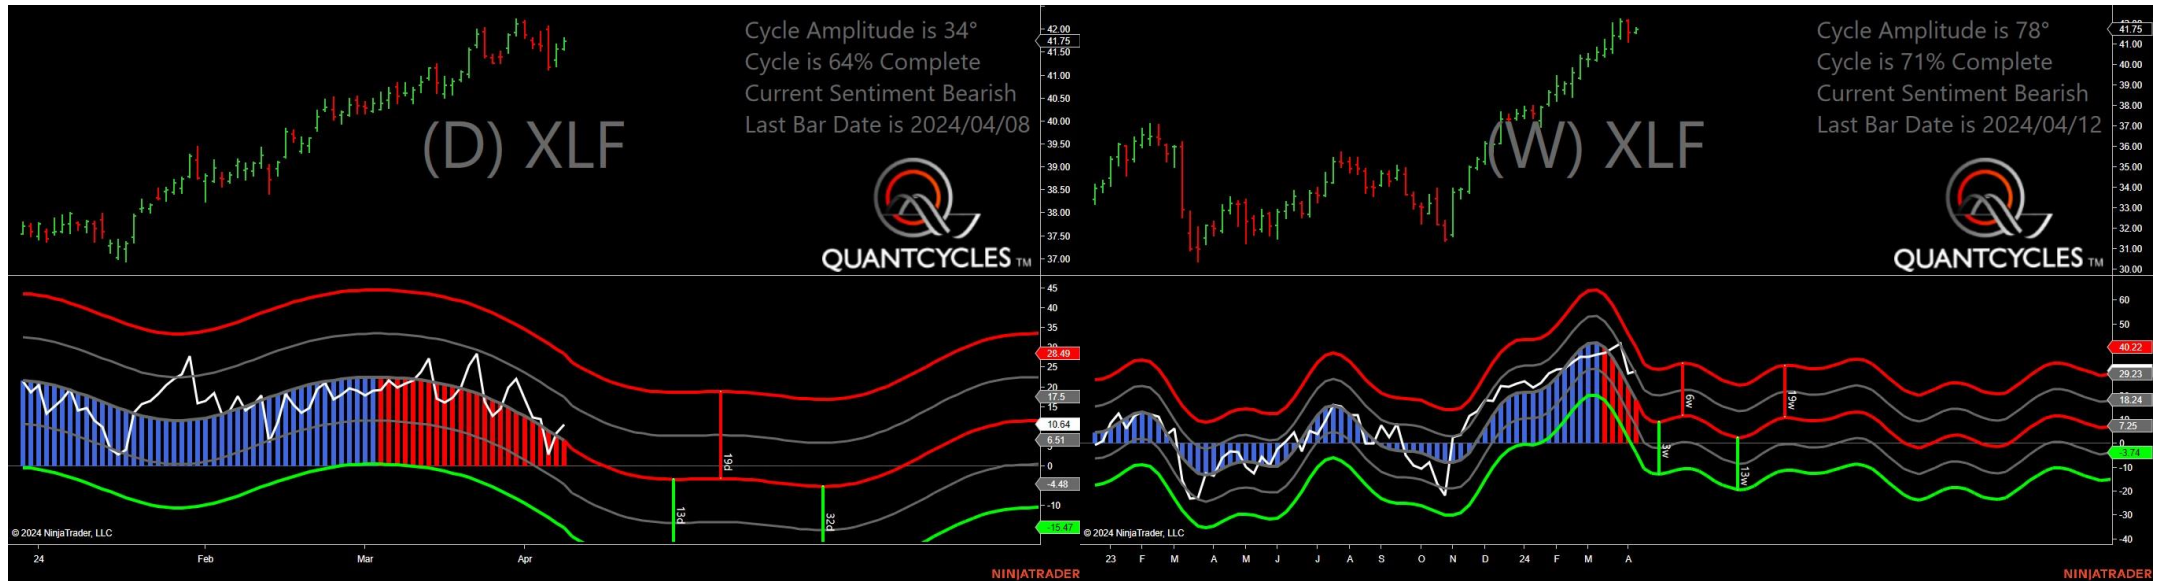 Cycle Amplitude is 34°
Cycle is 64% Complete
Current Sentiment Bearish
Last Bar Date is 2024/04/08
(D) XLF
QUANTCYCLES TM
42.00
41.75
41.50
41.00
40.50
40.00
39.50
39.00
38.50
38.00
37.50
37.00
45
40
35
28.49
25
20
17.5
15
10.64
6.51
0
-4.48
-10
-15.47
19d
13d
32d
© 2024 NinjaTrader, LLC
24 Feb Mar Apr
NINJATRADER
Cycle Amplitude is 78°
Cycle is 71% Complete
Current Sentiment Bearish
Last Bar Date is 2024/04/12
(W) XLF
QUANTCYCLES TM
41.75
41.00
40.00
39.00
38.00
37.00
36.00
35.00
34.00
33.00
32.00
31.00
30.00
60
50
40.22
29.23
18.24
7.25
0
-3.74
-10
-20
-30
-40
6w
19w
3w
13w
© 2024 NinjaTrader, LLC
23 F M A M J J A S O N D 24 F M A
NINJATRADER